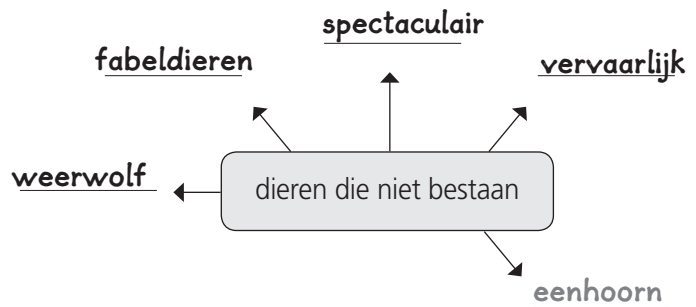 spectaculair
fabeldieren
vervaarlijk
weerwolf
dieren die niet bestaan
eenhoorn